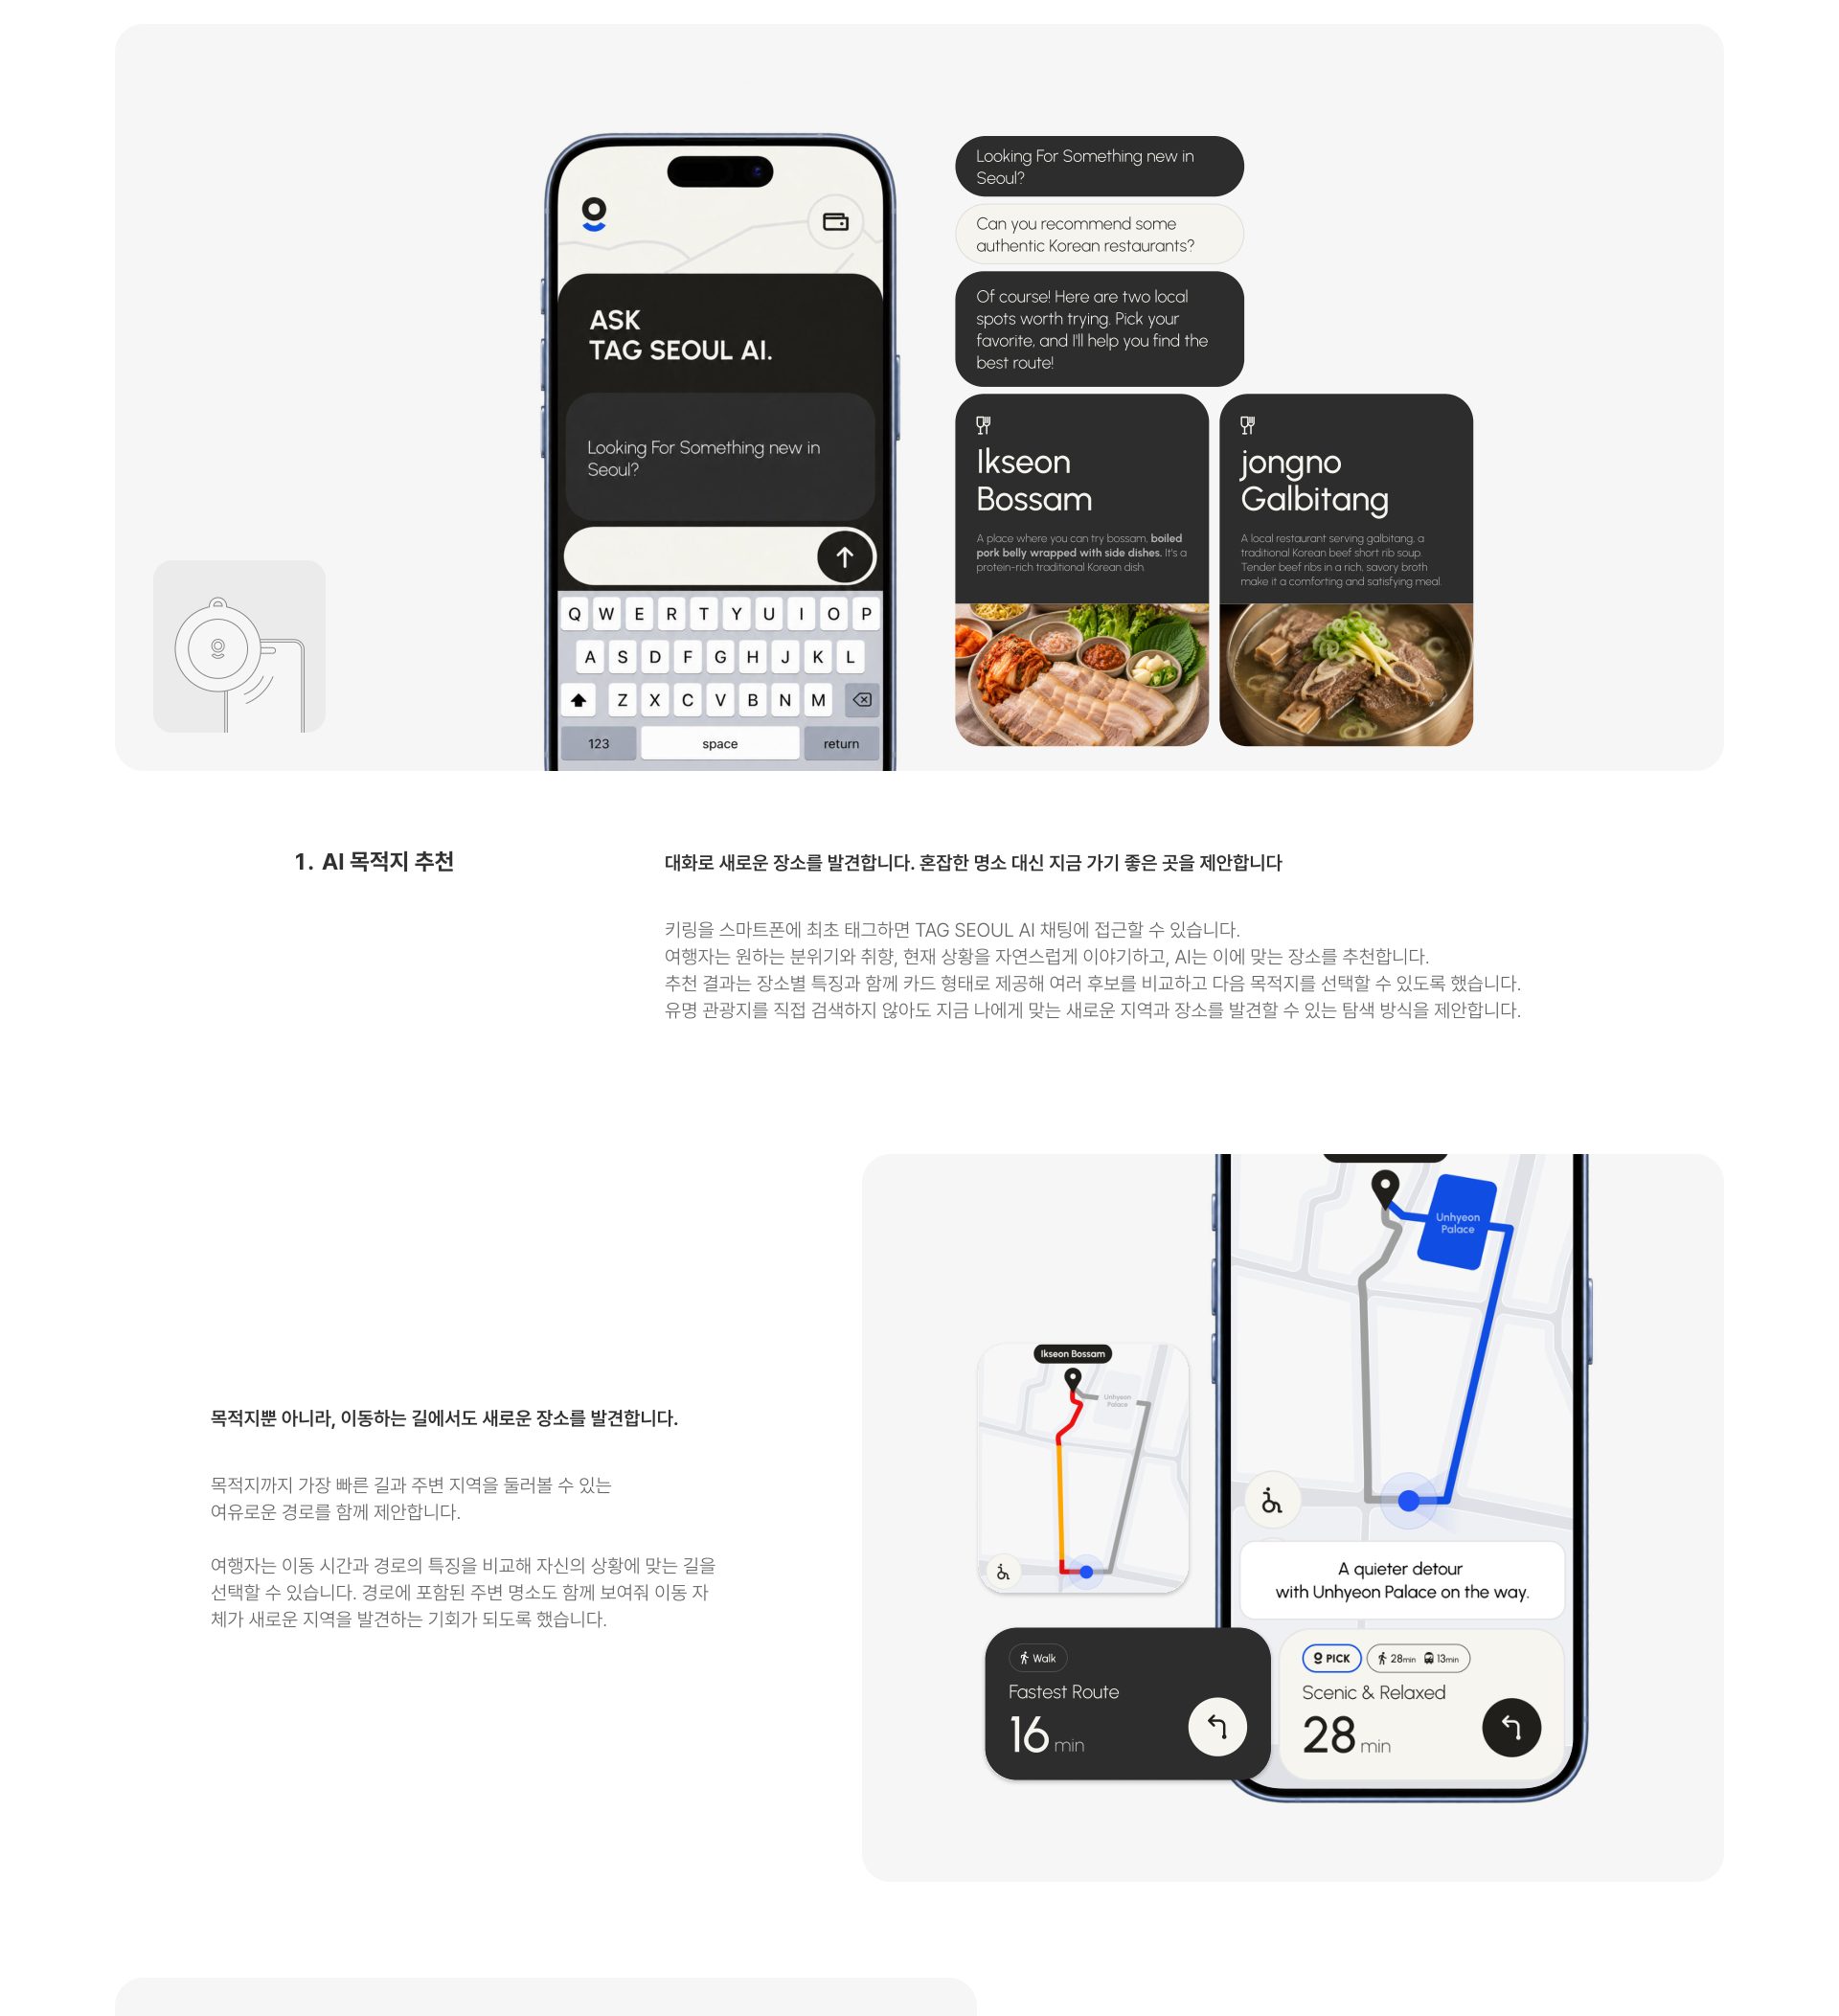 ASK
TAG SEOUL AI.
Looking For Something new in
Seoul?
Q W E R T Y U I O P
A S D F G H J K L
Z X C V B N M
123 space return
Looking For Something new in
Seoul?
Can you recommend some
authentic Korean restaurants?
Of course! Here are two local
spots worth trying. Pick your
favorite, and I'll help you find the
best route!
Ikseon
Bossam
A place where you can try bossam, boiled
pork belly wrapped with side dishes. It's a
protein-rich traditional Korean dish.
jongno
Galbitang
A local restaurant serving galbitang, a
traditional Korean beef short rib soup.
Tender beef ribs in a rich, savory broth
make it a comforting and satisfying meal.
1. AI 목적지 추천
대화로 새로운 장소를 발견합니다. 혼잡한 명소 대신 지금 가기 좋은 곳을 제안합니다
키링을 스마트폰에 최초 태그하면 TAG SEOUL AI 채팅에 접근할 수 있습니다.
여행자는 원하는 분위기와 취향, 현재 상황을 자연스럽게 이야기하고, AI는 이에 맞는 장소를 추천합니다.
추천 결과는 장소별 특징과 함께 카드 형태로 제공해 여러 후보를 비교하고 다음 목적지를 선택할 수 있도록 했습니다.
유명 관광지를 직접 검색하지 않아도 지금 나에게 맞는 새로운 지역과 장소를 발견할 수 있는 탐색 방식을 제안합니다.
목적지뿐 아니라, 이동하는 길에서도 새로운 장소를 발견합니다.
목적지까지 가장 빠른 길과 주변 지역을 둘러볼 수 있는
여유로운 경로를 함께 제안합니다.
여행자는 이동 시간과 경로의 특징을 비교해 자신의 상황에 맞는 길을
선택할 수 있습니다. 경로에 포함된 주변 명소도 함께 보여줘 이동 자
체가 새로운 지역을 발견하는 기회가 되도록 했습니다.
Ikseon Bossam
Unhyeon
Palace
Unhyeon
Palace
A quieter detour
with Unhyeon Palace on the way.
Walk
Fastest Route
16 min
PICK 28min 13min
Scenic & Relaxed
28 min